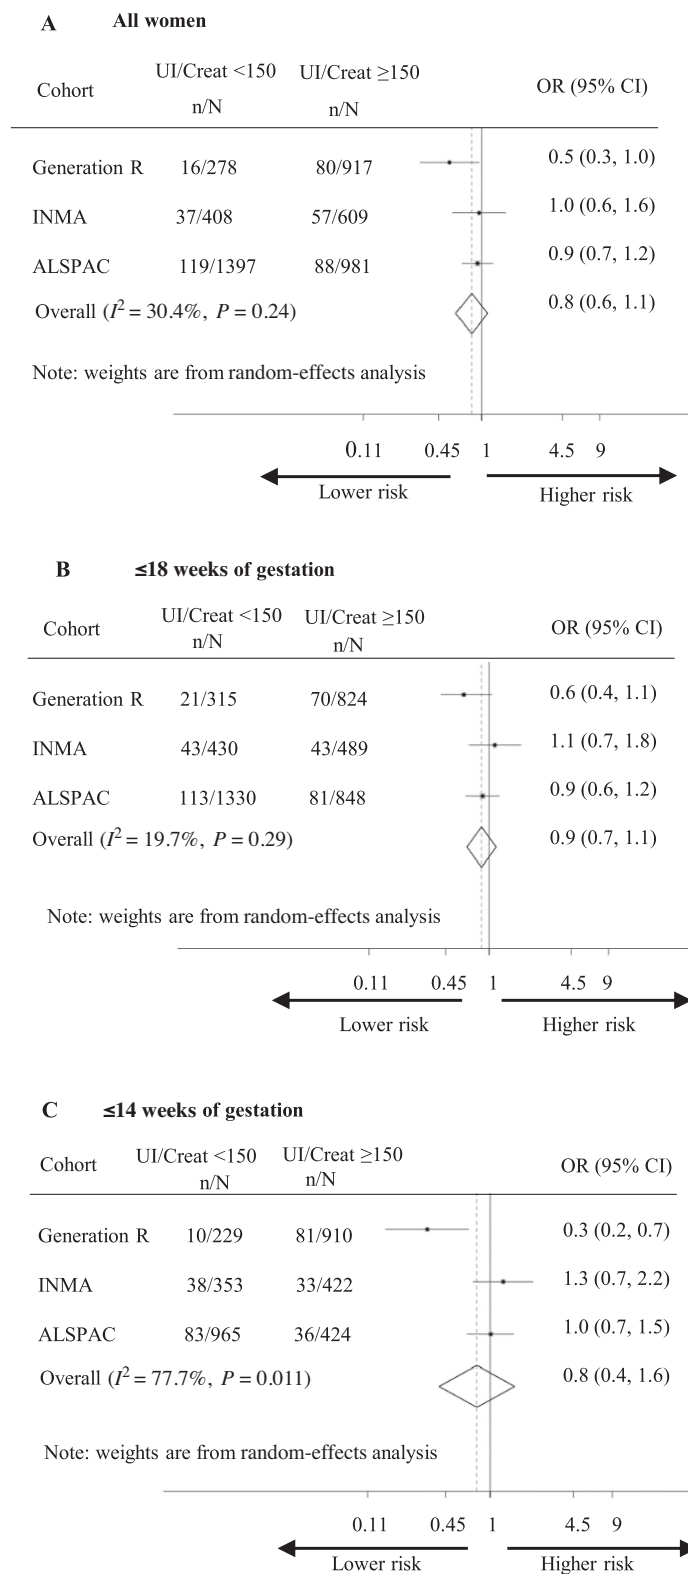 A All women
Cohort UI/Creat <150 n/N UI/Creat ≥150 n/N OR (95% CI)
Generation R 16/278 80/917 0.5 (0.3, 1.0)
INMA 37/408 57/609 1.0 (0.6, 1.6)
ALSPAC 119/1397 88/981 0.9 (0.7, 1.2)
Overall (I² = 30.4%, P = 0.24) 0.8 (0.6, 1.1)
Note: weights are from random-effects analysis
0.11 0.45 1 4.5 9
Lower risk Higher risk
B ≤18 weeks of gestation
Cohort UI/Creat <150 n/N UI/Creat ≥150 n/N OR (95% CI)
Generation R 21/315 70/824 0.6 (0.4, 1.1)
INMA 43/430 43/489 1.1 (0.7, 1.8)
ALSPAC 113/1330 81/848 0.9 (0.6, 1.2)
Overall (I² = 19.7%, P = 0.29) 0.9 (0.7, 1.1)
Note: weights are from random-effects analysis
0.11 0.45 1 4.5 9
Lower risk Higher risk
C ≤14 weeks of gestation
Cohort UI/Creat <150 n/N UI/Creat ≥150 n/N OR (95% CI)
Generation R 10/229 81/910 0.3 (0.2, 0.7)
INMA 38/353 33/422 1.3 (0.7, 2.2)
ALSPAC 83/965 36/424 1.0 (0.7, 1.5)
Overall (I² = 77.7%, P = 0.011) 0.8 (0.4, 1.6)
Note: weights are from random-effects analysis
0.11 0.45 1 4.5 9
Lower risk Higher risk